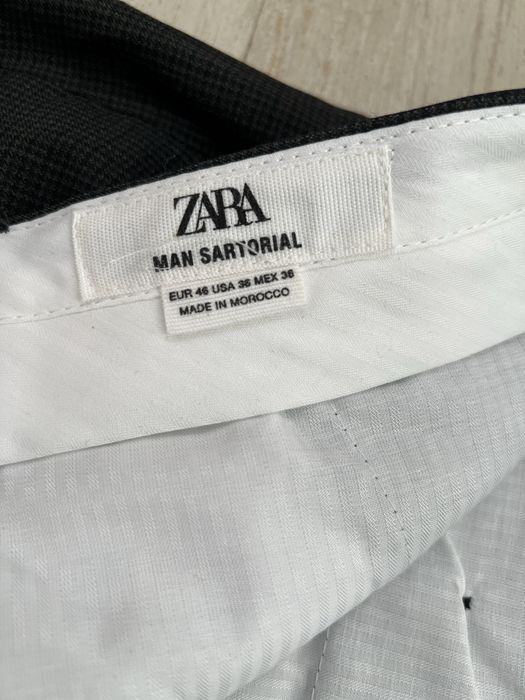 ZARA
MAN SARTORIAL
EUR 46 USA 36 MEX 36
MADE IN MOROCCO